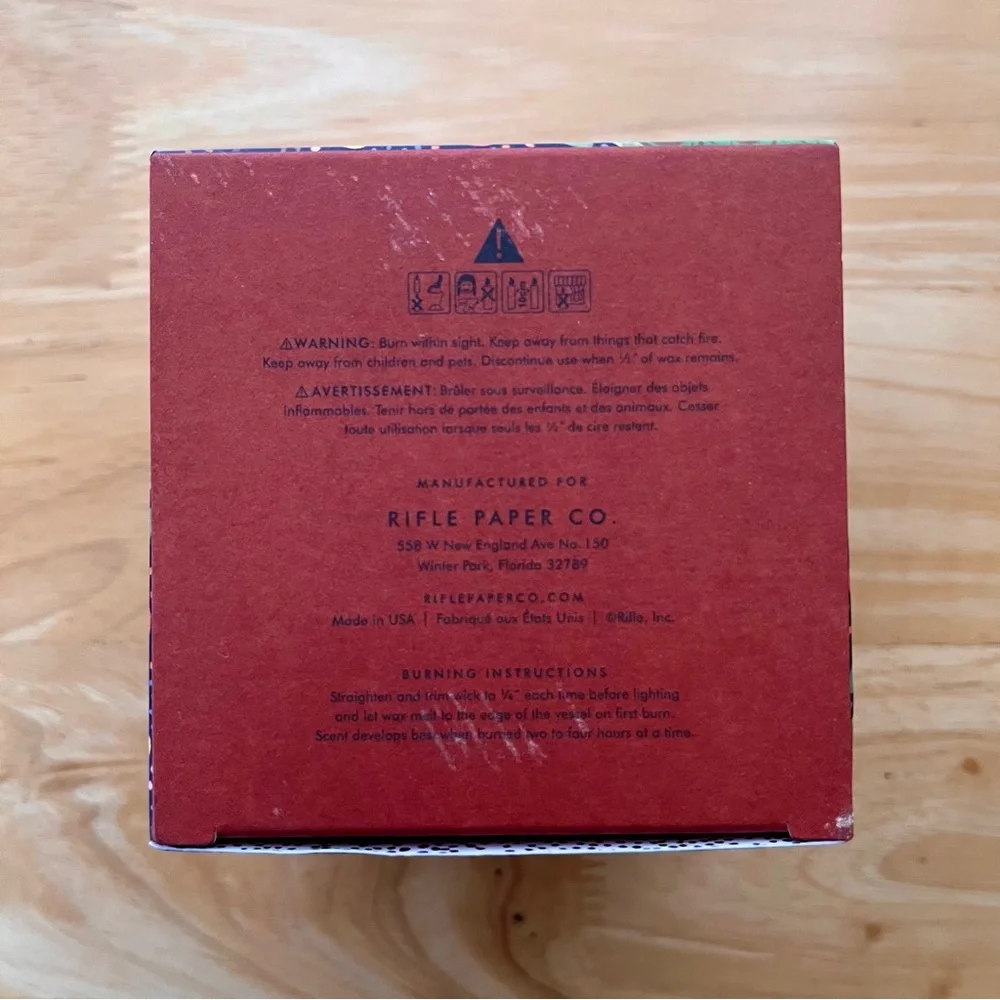 10cm
⚠WARNING: Burn within sight. Keep away from things that catch fire.
Keep away from children and pets. Discontinue use when ½" of wax remains.
⚠AVERTISSEMENT: Brûler sous surveillance. Éloigner des objets
inflammables. Tenir hors de portée des enfants et des animaux. Cesser
toute utilisation lorsque seuls les ½" de cire restent.
MANUFACTURED FOR
RIFLE PAPER CO.
558 W New England Ave No. 150
Winter Park, Florida 32789
RIFLEPAPERCO.COM
Made in USA | Fabriqué aux États Unis | ©Rifle, Inc.
BURNING INSTRUCTIONS
Straighten and trim wick to ¼" each time before lighting
and let wax melt to the edge of the vessel on first burn.
Scent develops best when burned two to four hours at a time.